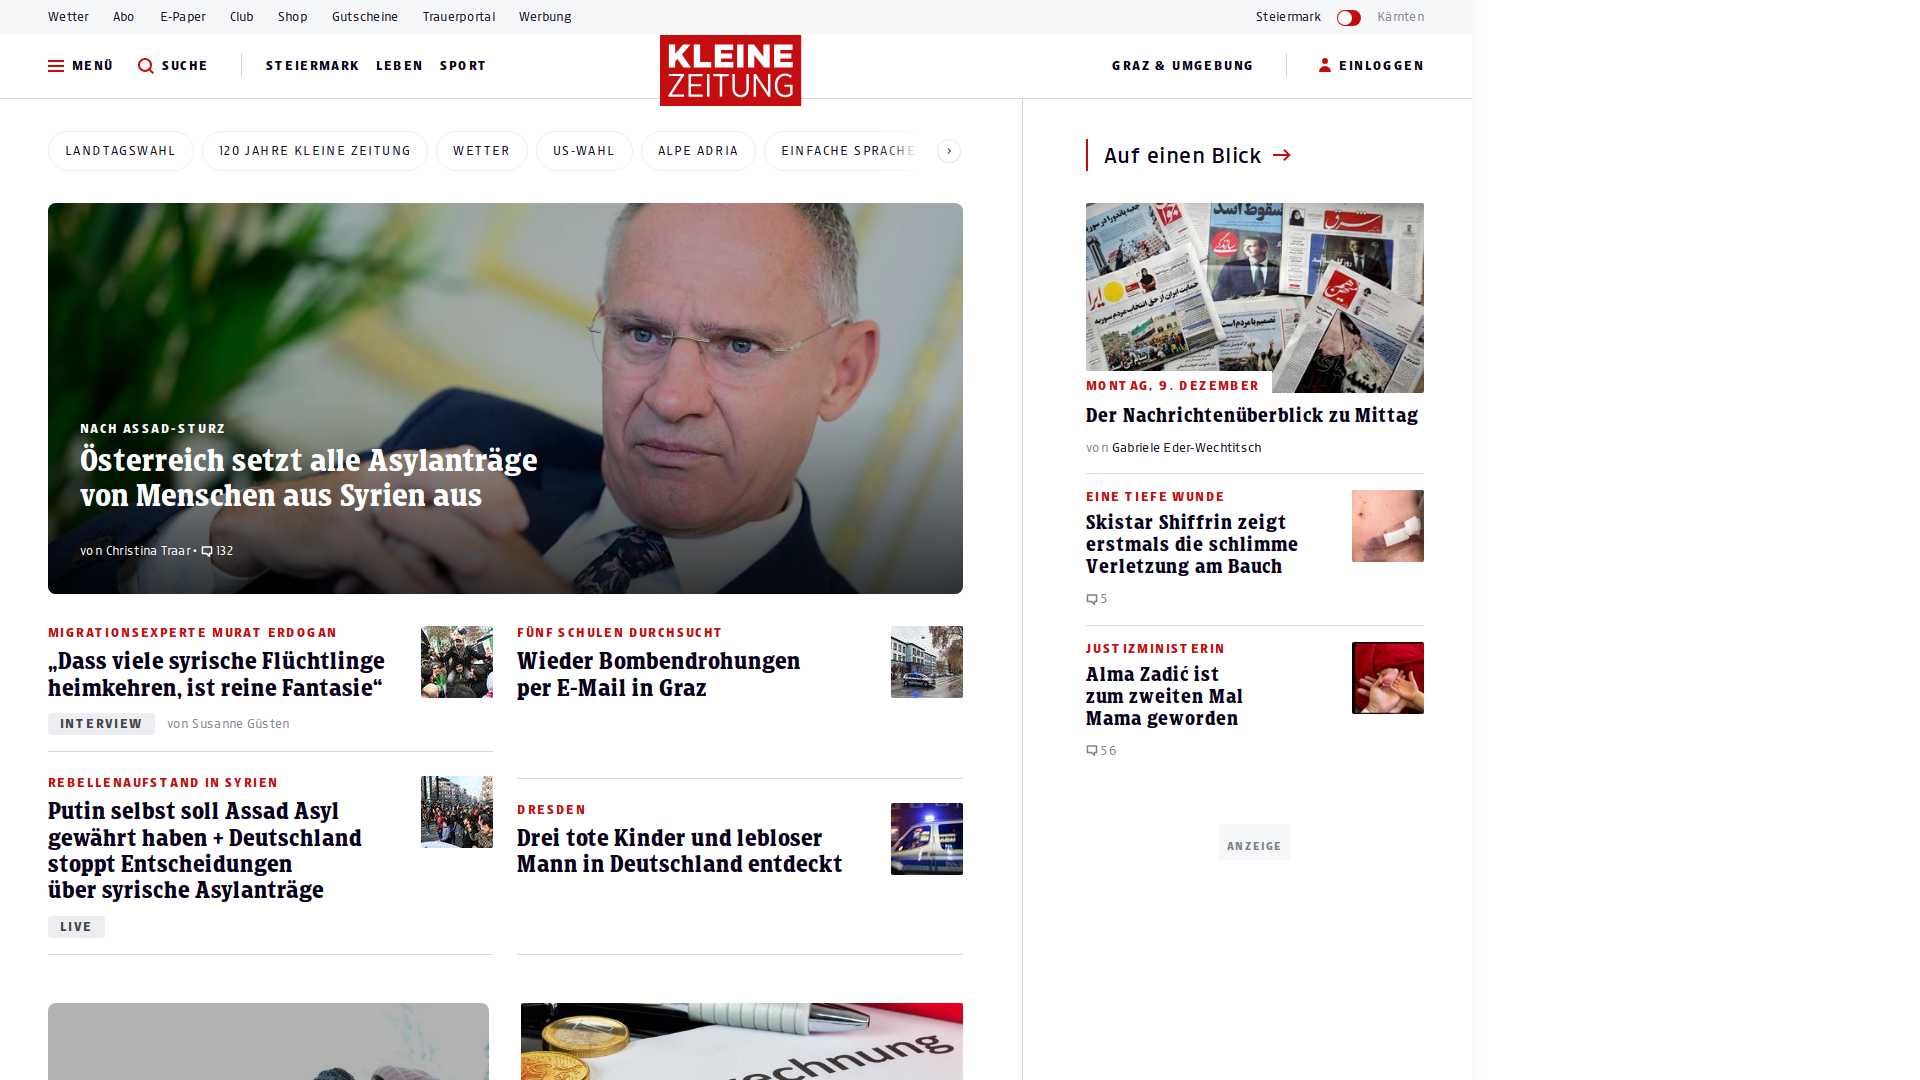 Wetter Abo E-Paper Club Shop Gutscheine Trauerportal Werbung Steiermark Kärnten
MENÜ SUCHE STEIERMARK LEBEN SPORT KLEINE ZEITUNG GRAZ & UMGEBUNG EINLOGGEN
LANDTAGSWAHL 120 JAHRE KLEINE ZEITUNG WETTER US-WAHL ALPE ADRIA EINFACHE SPRACHE
NACH ASSAD-STURZ
Österreich setzt alle Asylanträge
von Menschen aus Syrien aus
von Christina Traar • 132
MIGRATIONSEXPERTE MURAT ERDOGAN
„Dass viele syrische Flüchtlinge
heimkehren, ist reine Fantasie“
INTERVIEW von Susanne Güsten
FÜNF SCHULEN DURCHSUCHT
Wieder Bombendrohungen
per E-Mail in Graz
REBELLENAUFSTAND IN SYRIEN
Putin selbst soll Assad Asyl
gewährt haben + Deutschland
stoppt Entscheidungen
über syrische Asylanträge
LIVE
DRESDEN
Drei tote Kinder und lebloser
Mann in Deutschland entdeckt
Auf einen Blick
MONTAG, 9. DEZEMBER
Der Nachrichtenüberblick zu Mittag
von Gabriele Eder-Wechtitsch
EINE TIEFE WUNDE
Skistar Shiffrin zeigt
erstmals die schlimme
Verletzung am Bauch
5
JUSTIZMINISTERIN
Alma Zadić ist
zum zweiten Mal
Mama geworden
56
ANZEIGE